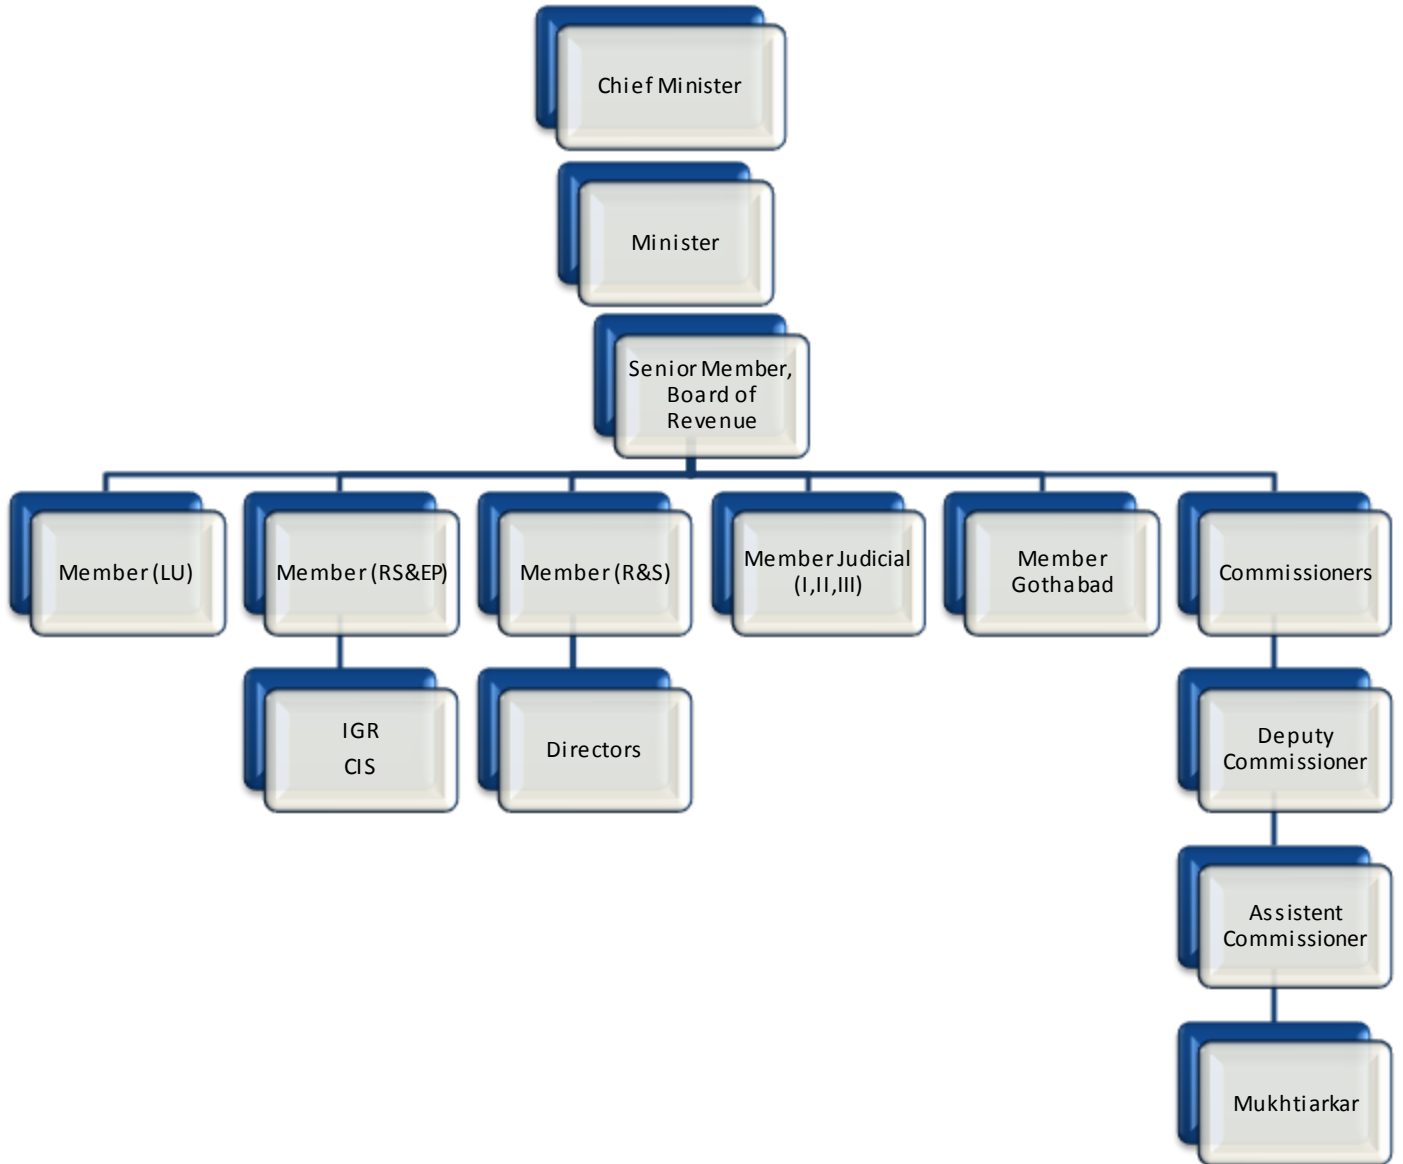 Chief Minister
Minister
Senior Member,
Board of
Revenue
Member (LU)
Member (RS&EP)
Member (R&S)
Member Judicial
(I,II,III)
Member
Gothabad
Commissioners
IGR
CIS
Directors
Deputy
Commissioner
Assistent
Commissioner
Mukhtiarkar